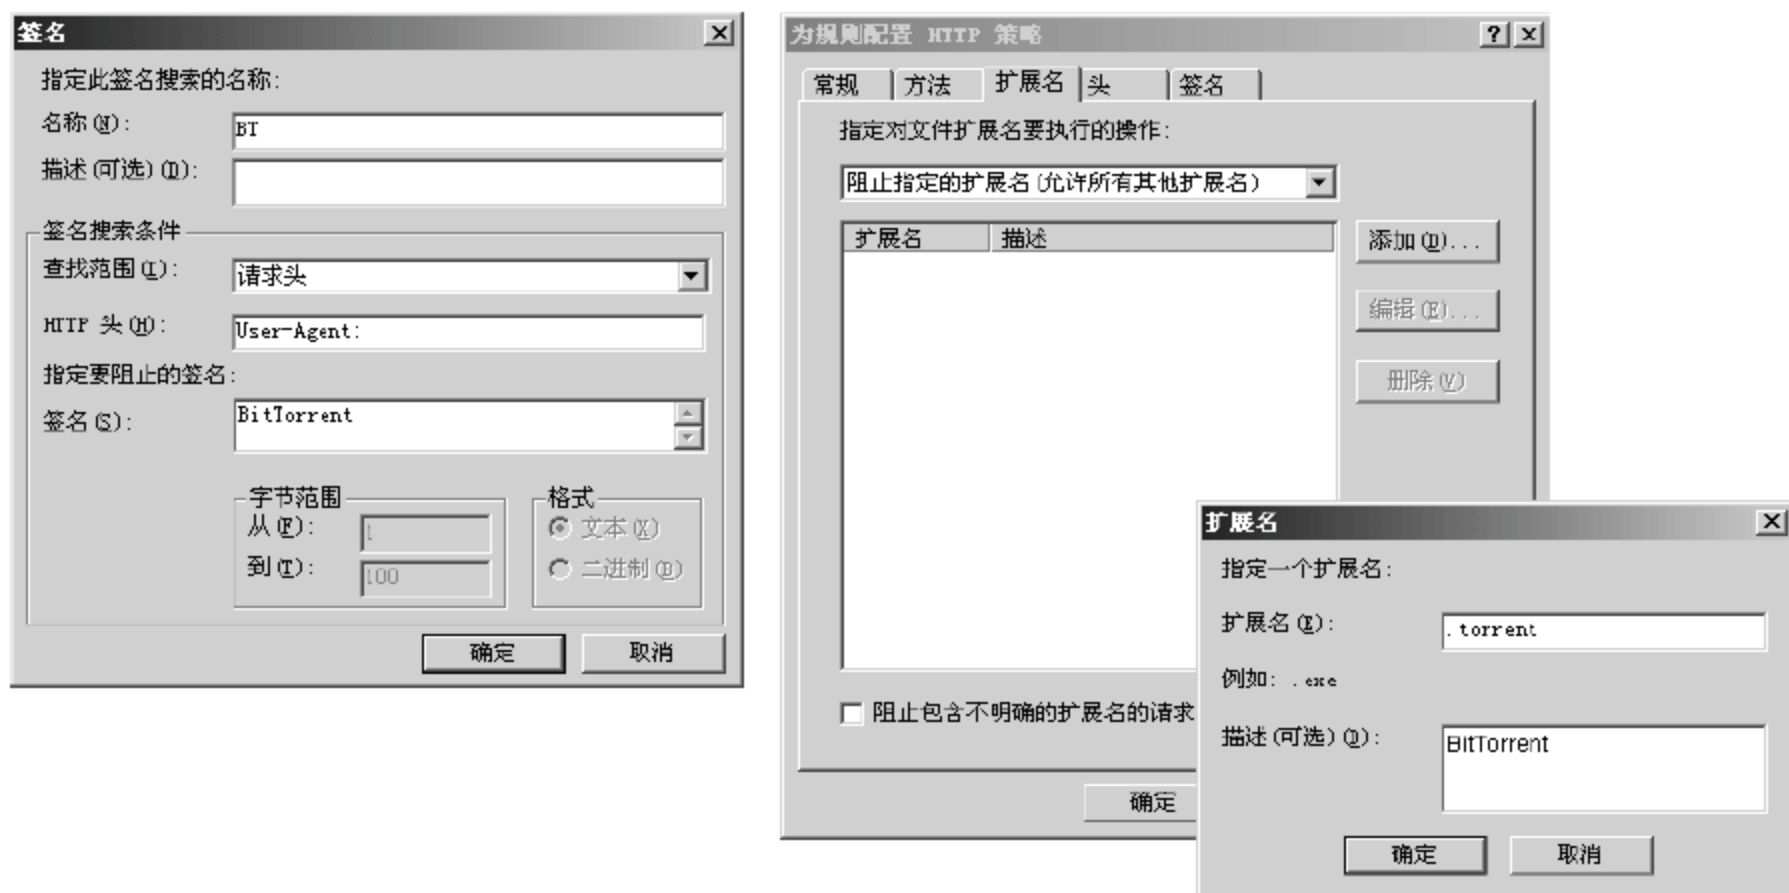 签名
指定此签名搜索的名称:
名称(N): BT
描述(可选)(D):
签名搜索条件
查找范围(I): 请求头
HTTP 头(H): User-Agent:
指定要阻止的签名:
签名(S): BitTorrent
字节范围
从(F): 1
到(T): 100
格式
文本(X)
二进制(B)
确定 取消
为规则配置 HTTP 策略
常规 方法 扩展名 头 签名
指定对文件扩展名要执行的操作:
阻止指定的扩展名(允许所有其他扩展名)
扩展名 描述
添加(D)...
编辑(E)...
删除(V)
阻止包含不明确的扩展名的请求
确定
扩展名
指定一个扩展名:
扩展名(E): .torrent
例如: .exe
描述(可选)(D): BitTorrent
确定 取消